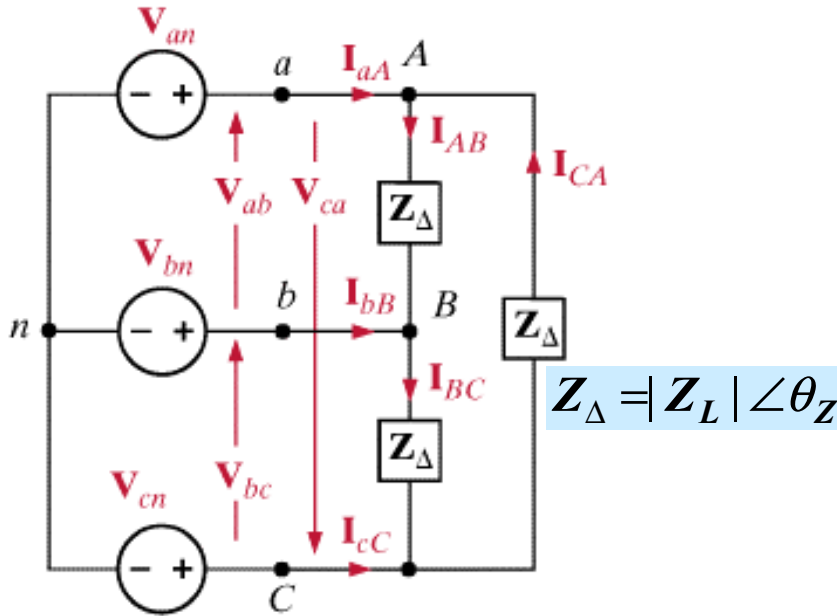 V_an
a
I_aA
A
− +
I_AB
V_ab
V_ca
I_CA
Z_Δ
V_bn
b
I_bB
B
n
− +
Z_Δ
I_BC
Z_Δ =| Z_L | ∠θ_Z
Z_Δ
V_bc
V_cn
I_cC
− +
C